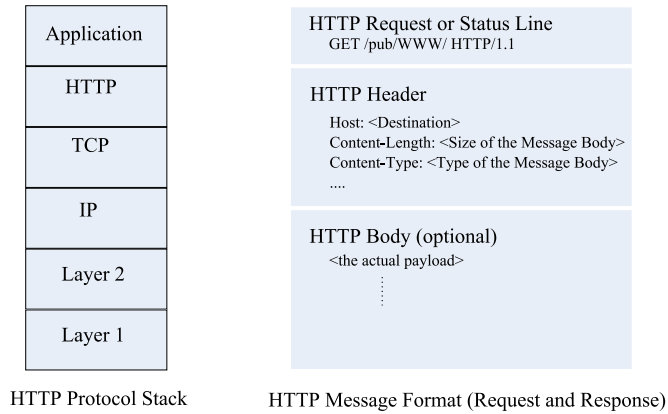 Application
HTTP
TCP
IP
Layer 2
Layer 1
HTTP Protocol Stack
HTTP Request or Status Line
GET /pub/WWW/ HTTP/1.1
HTTP Header
Host: <Destination>
Content-Length: <Size of the Message Body>
Content-Type: <Type of the Message Body>
....
HTTP Body (optional)
<the actual payload>
HTTP Message Format (Request and Response)